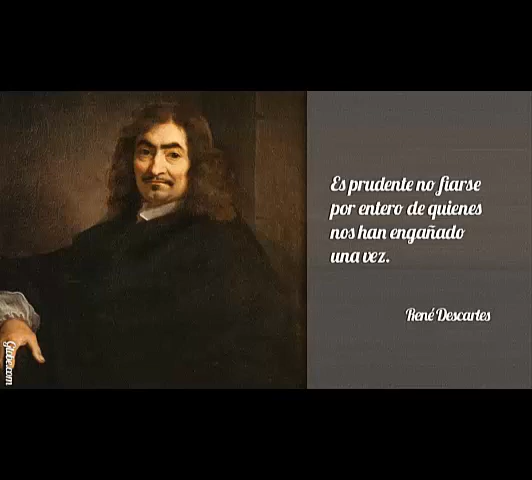 Es prudente no fiarse
por entero de quienes
nos han engañado
una vez.
René Descartes